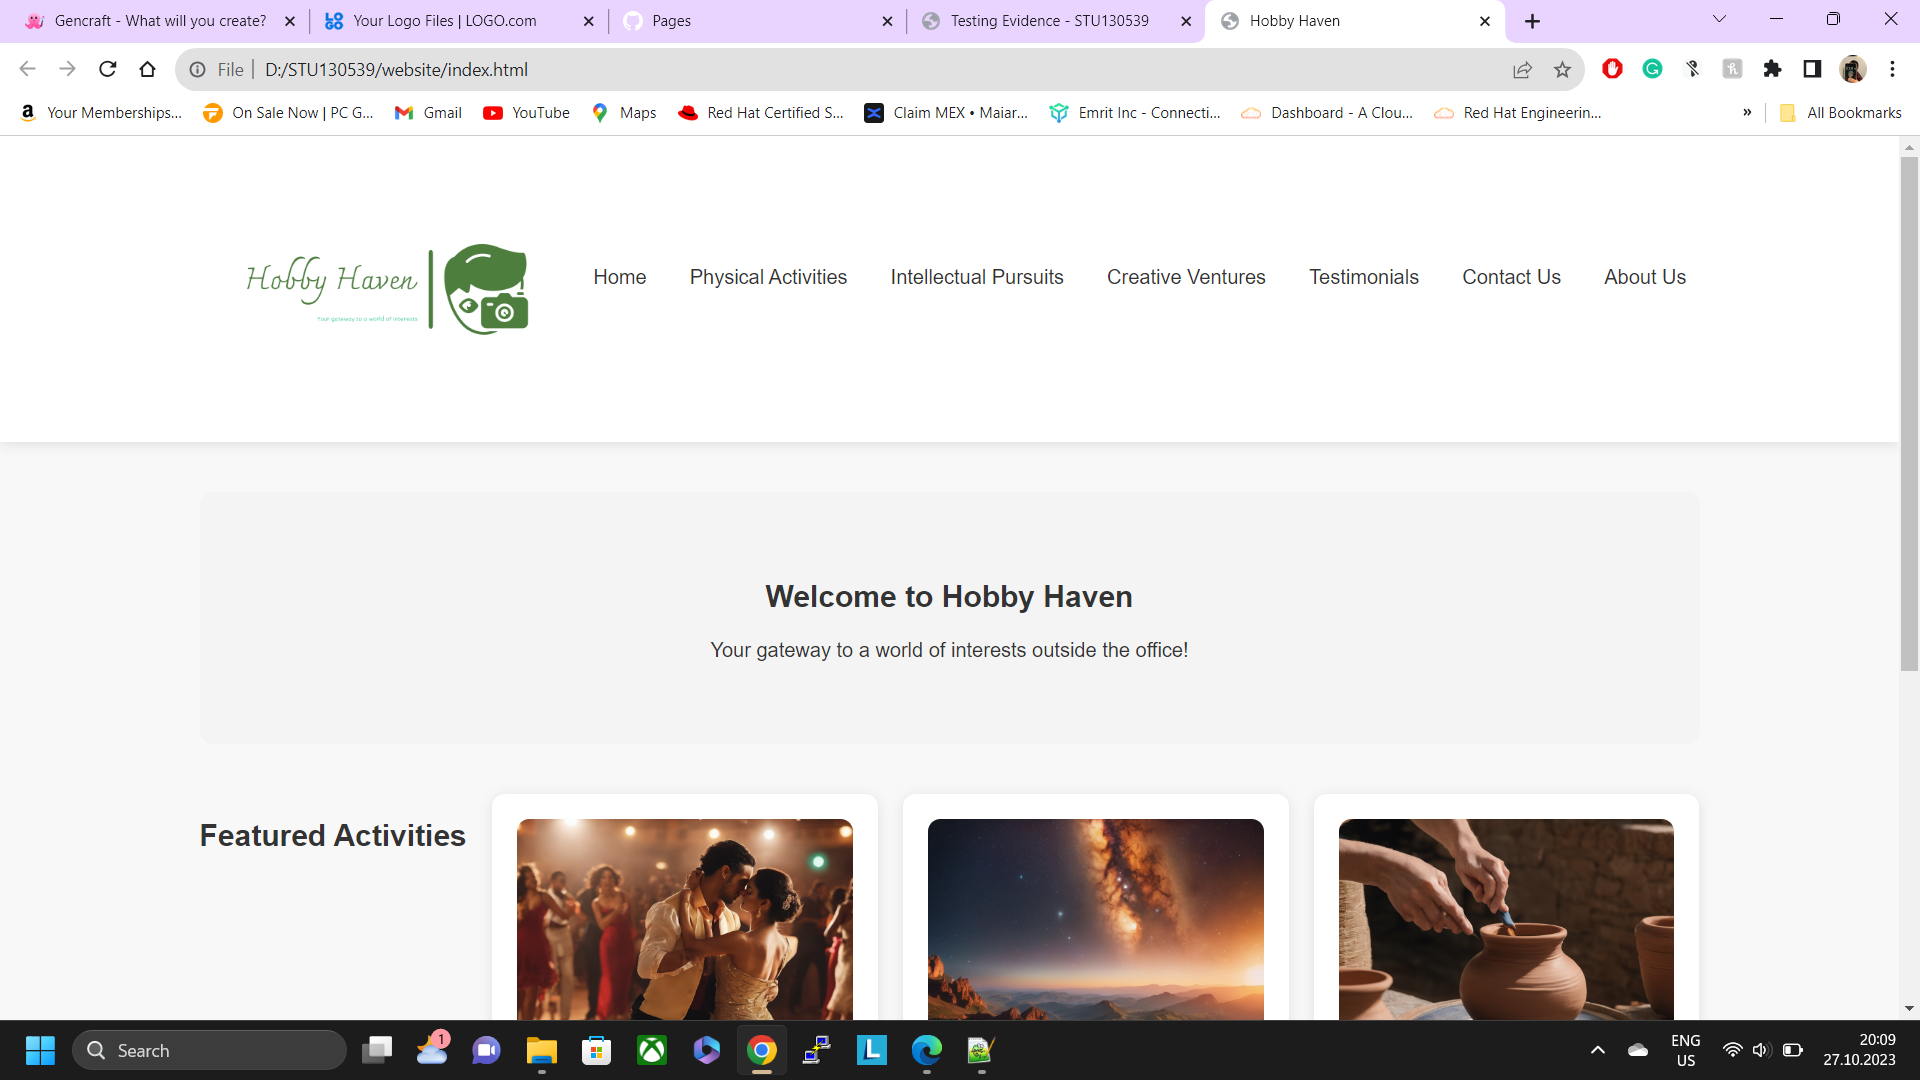 Gencraft - What will you create?
Your Logo Files | LOGO.com
Pages
Testing Evidence - STU130539
Hobby Haven
File
D:/STU130539/website/index.html
Your Memberships...
On Sale Now | PC G...
Gmail
YouTube
Maps
Red Hat Certified S...
Claim MEX • Maiar...
Emrit Inc - Connecti...
Dashboard - A Clou...
Red Hat Engineerin...
»
All Bookmarks
Hobby Haven
Your gateway to a world of interests
Home
Physical Activities
Intellectual Pursuits
Creative Ventures
Testimonials
Contact Us
About Us
Welcome to Hobby Haven
Your gateway to a world of interests outside the office!
Featured Activities
Search
1
ENG
US
20:09
27.10.2023